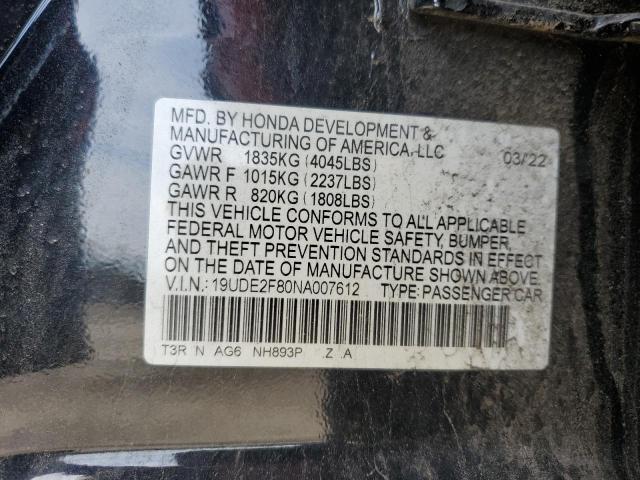 MFD. BY HONDA DEVELOPMENT &
MANUFACTURING OF AMERICA, LLC 03/22
GVWR 1835KG (4045LBS)
GAWR F 1015KG (2237LBS)
GAWR R 820KG (1808LBS)
THIS VEHICLE CONFORMS TO ALL APPLICABLE
FEDERAL MOTOR VEHICLE SAFETY, BUMPER,
AND THEFT PREVENTION STANDARDS IN EFFECT
ON THE DATE OF MANUFACTURE SHOWN ABOVE.
V.I.N.: 19UDE2F80NA007612 TYPE: PASSENGER CAR
T3R N AG6 NH893P Z A